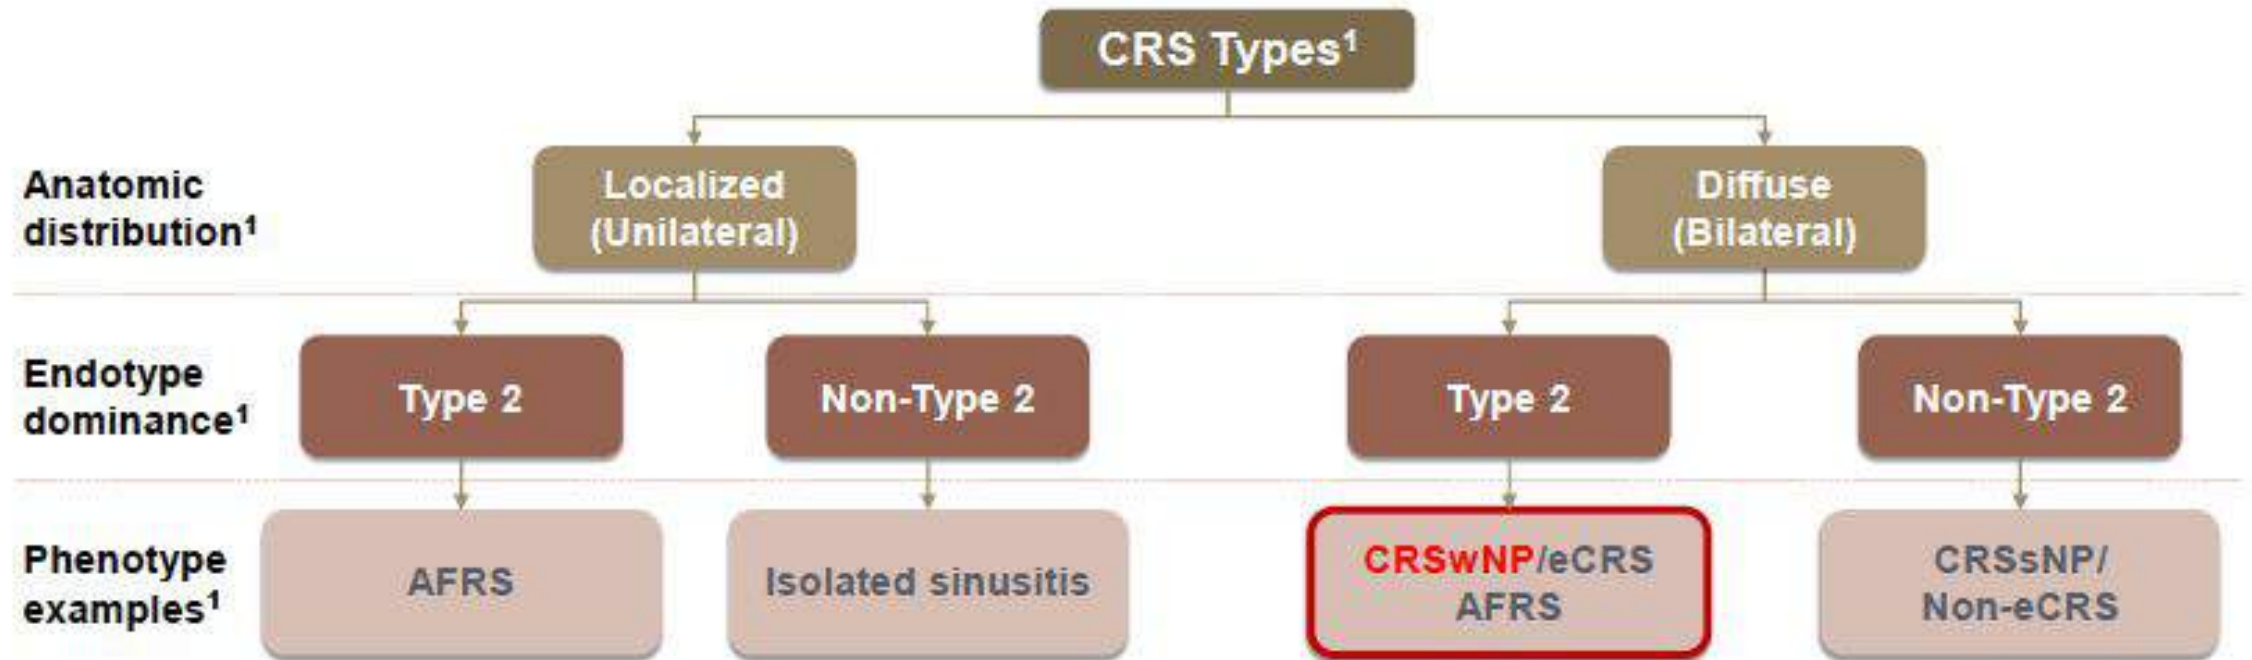 CRS Types¹
Anatomic
distribution¹
Localized
(Unilateral)
Diffuse
(Bilateral)
Endotype
dominance¹
Type 2
Non-Type 2
Type 2
Non-Type 2
Phenotype
examples¹
AFRS
Isolated sinusitis
CRSwNP/eCRS
AFRS
CRSsNP/
Non-eCRS